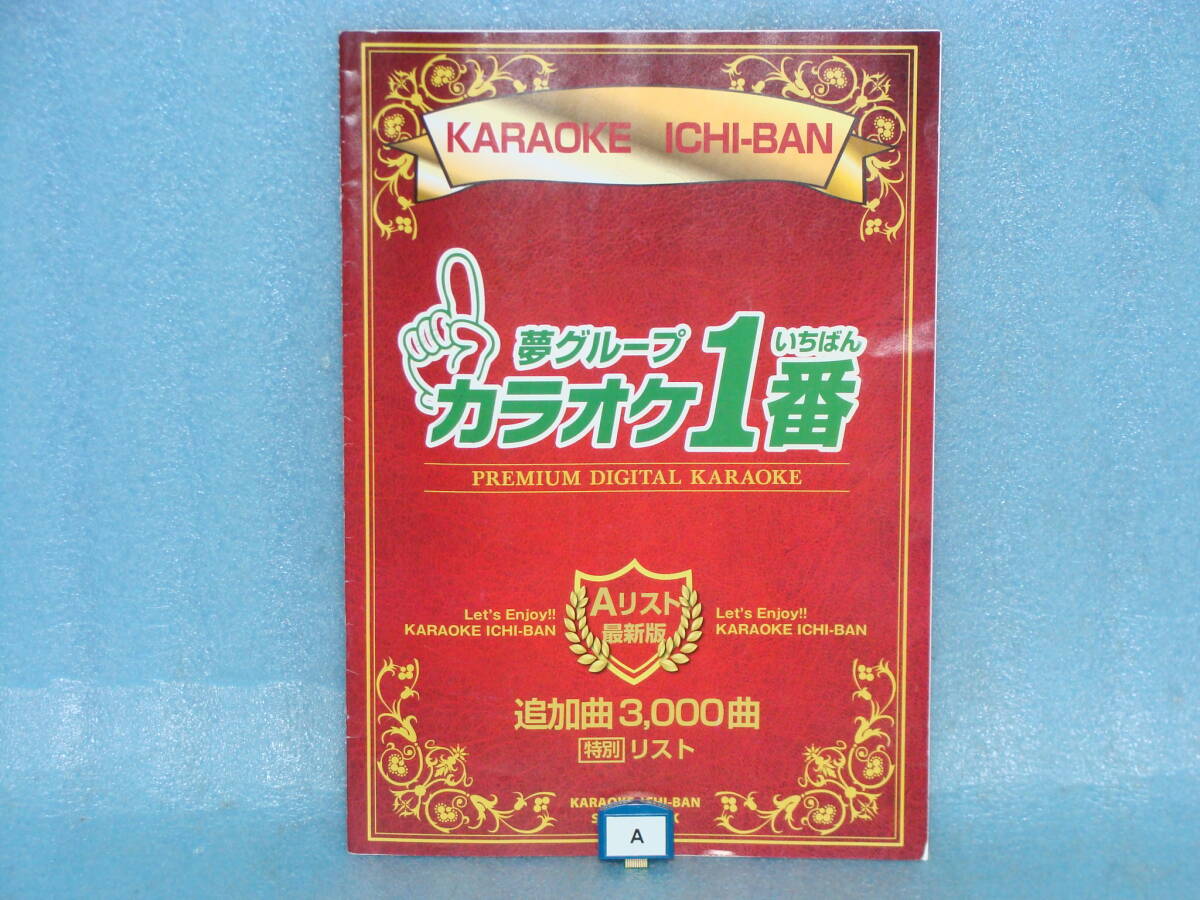 KARAOKE ICHI-BAN
夢グループ
いちばん
カラオケ1番
PREMIUM DIGITAL KARAOKE
Aリスト
最新版
Let's Enjoy!!
KARAOKE ICHI-BAN
Let's Enjoy!!
KARAOKE ICHI-BAN
追加曲 3,000曲
特別 リスト
A